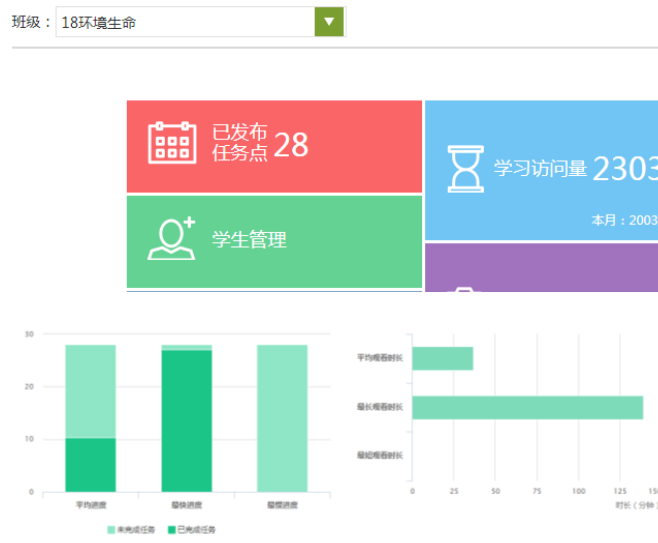 班级：18环境生命
已发布
任务点 28
学习访问量 2303
本月：2003
学生管理
30
20
10
0
平均进度 最快进度 最慢进度
未完成任务 已完成任务
平均观看时长
最长观看时长
最短观看时长
0 25 50 75 100 125 150
时长（分钟）